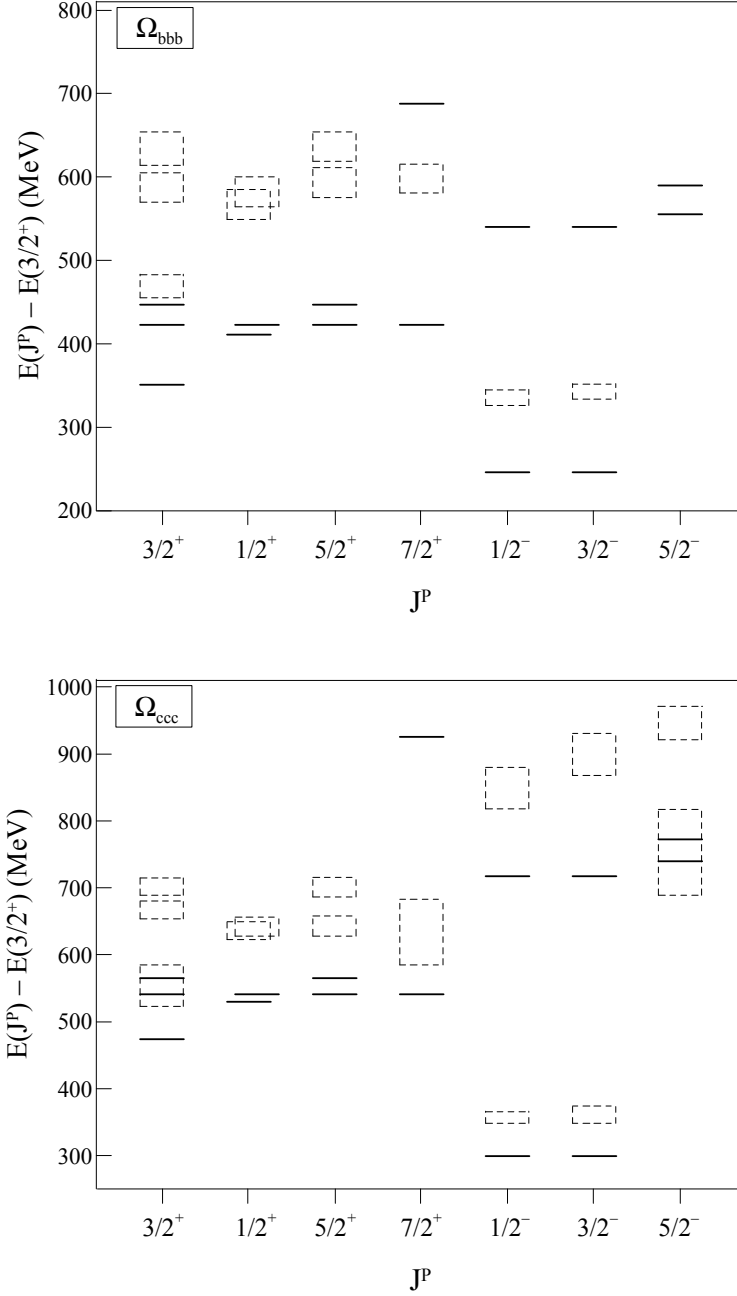 800
Ω_bbb
700
600
500
400
300
200
E(J^P) – E(3/2^+) (MeV)
3/2^+ 1/2^+ 5/2^+ 7/2^+ 1/2^– 3/2^– 5/2^–
J^P
1000
Ω_ccc
900
800
700
600
500
400
300
E(J^P) – E(3/2^+) (MeV)
3/2^+ 1/2^+ 5/2^+ 7/2^+ 1/2^– 3/2^– 5/2^–
J^P